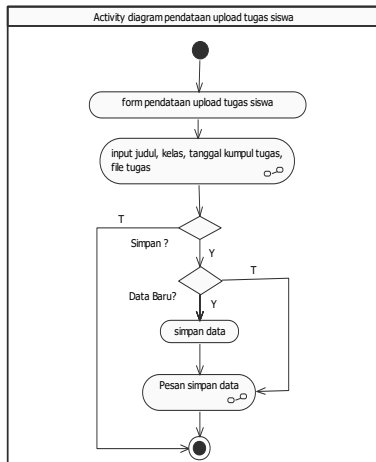 Activity diagram pendataan upload tugas siswa
form pendataan upload tugas siswa
input judul, kelas, tanggal kumpul tugas,
file tugas
T
Simpan ?
Y
T
Data Baru?
Y
simpan data
Pesan simpan data